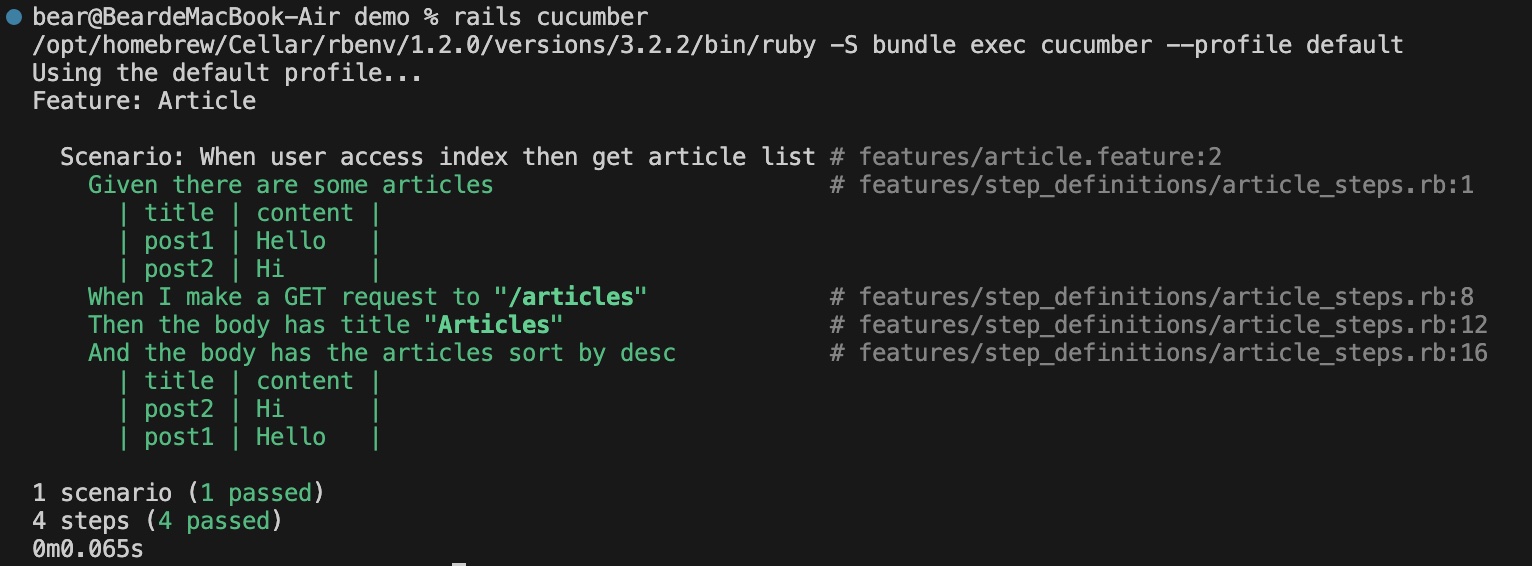 bear@BeardeMacBook-Air demo % rails cucumber
/opt/homebrew/Cellar/rbenv/1.2.0/versions/3.2.2/bin/ruby -S bundle exec cucumber --profile default
Using the default profile...
Feature: Article
  Scenario: When user access index then get article list # features/article.feature:2
    Given there are some articles                        # features/step_definitions/article_steps.rb:1
      | title | content |
      | post1 | Hello   |
      | post2 | Hi      |
    When I make a GET request to "/articles"             # features/step_definitions/article_steps.rb:8
    Then the body has title "Articles"                   # features/step_definitions/article_steps.rb:12
    And the body has the articles sort by desc           # features/step_definitions/article_steps.rb:16
      | title | content |
      | post2 | Hi      |
      | post1 | Hello   |
1 scenario (1 passed)
4 steps (4 passed)
0m0.065s